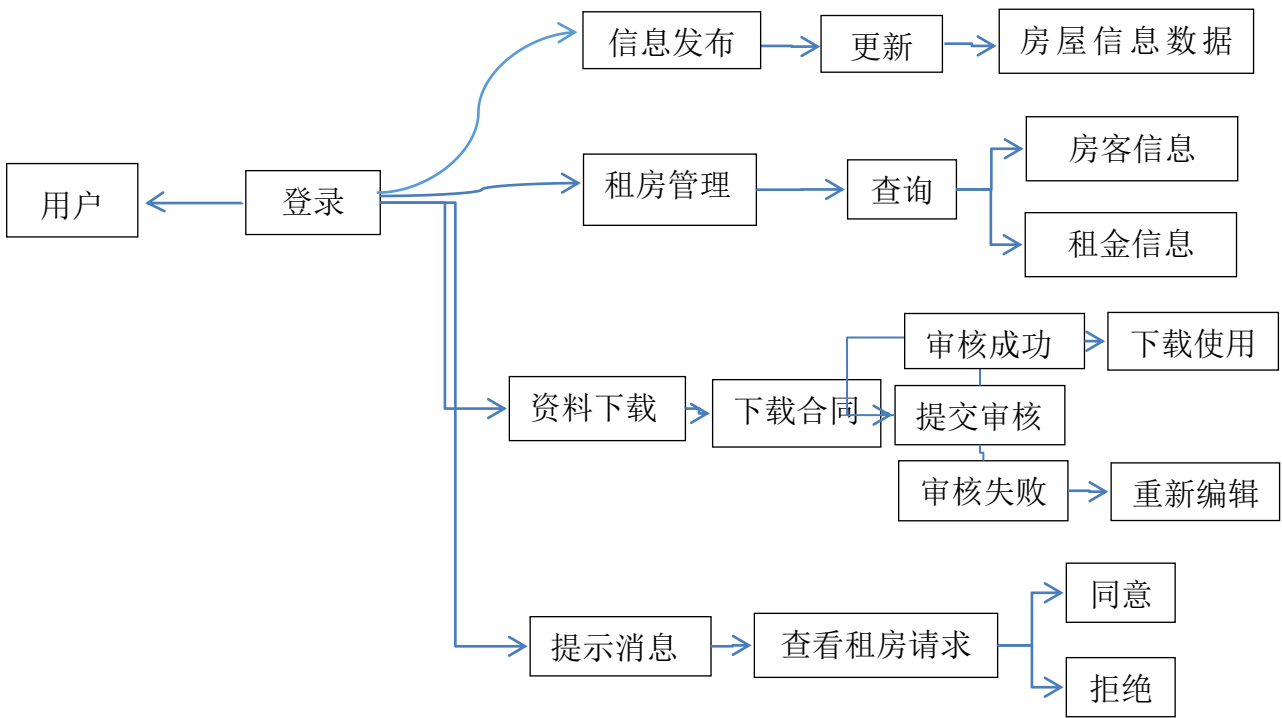 信息发布
更新
房屋信息数据
用户
登录
租房管理
查询
房客信息
租金信息
资料下载
下载合同
审核成功
下载使用
提交审核
审核失败
重新编辑
提示消息
查看租房请求
同意
拒绝